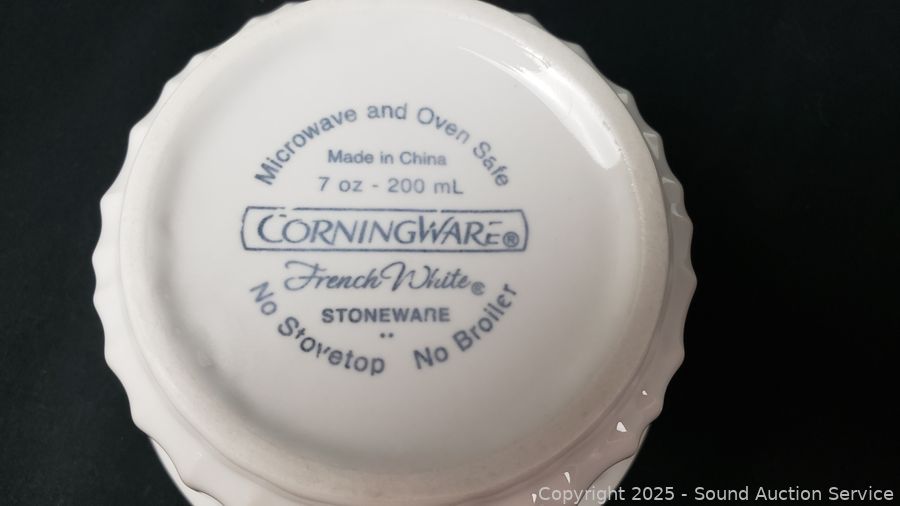 Microwave and Oven Safe
Made in China
7 oz - 200 mL
CORNINGWARE®
French White®
STONEWARE
No Stovetop No Broiler
Copyright 2025 - Sound Auction Service